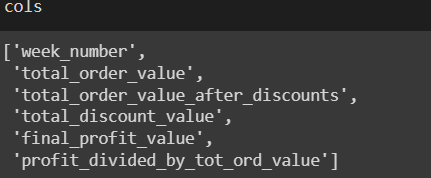 cols
['week_number',
'total_order_value',
'total_order_value_after_discounts',
'total_discount_value',
'final_profit_value',
'profit_divided_by_tot_ord_value']